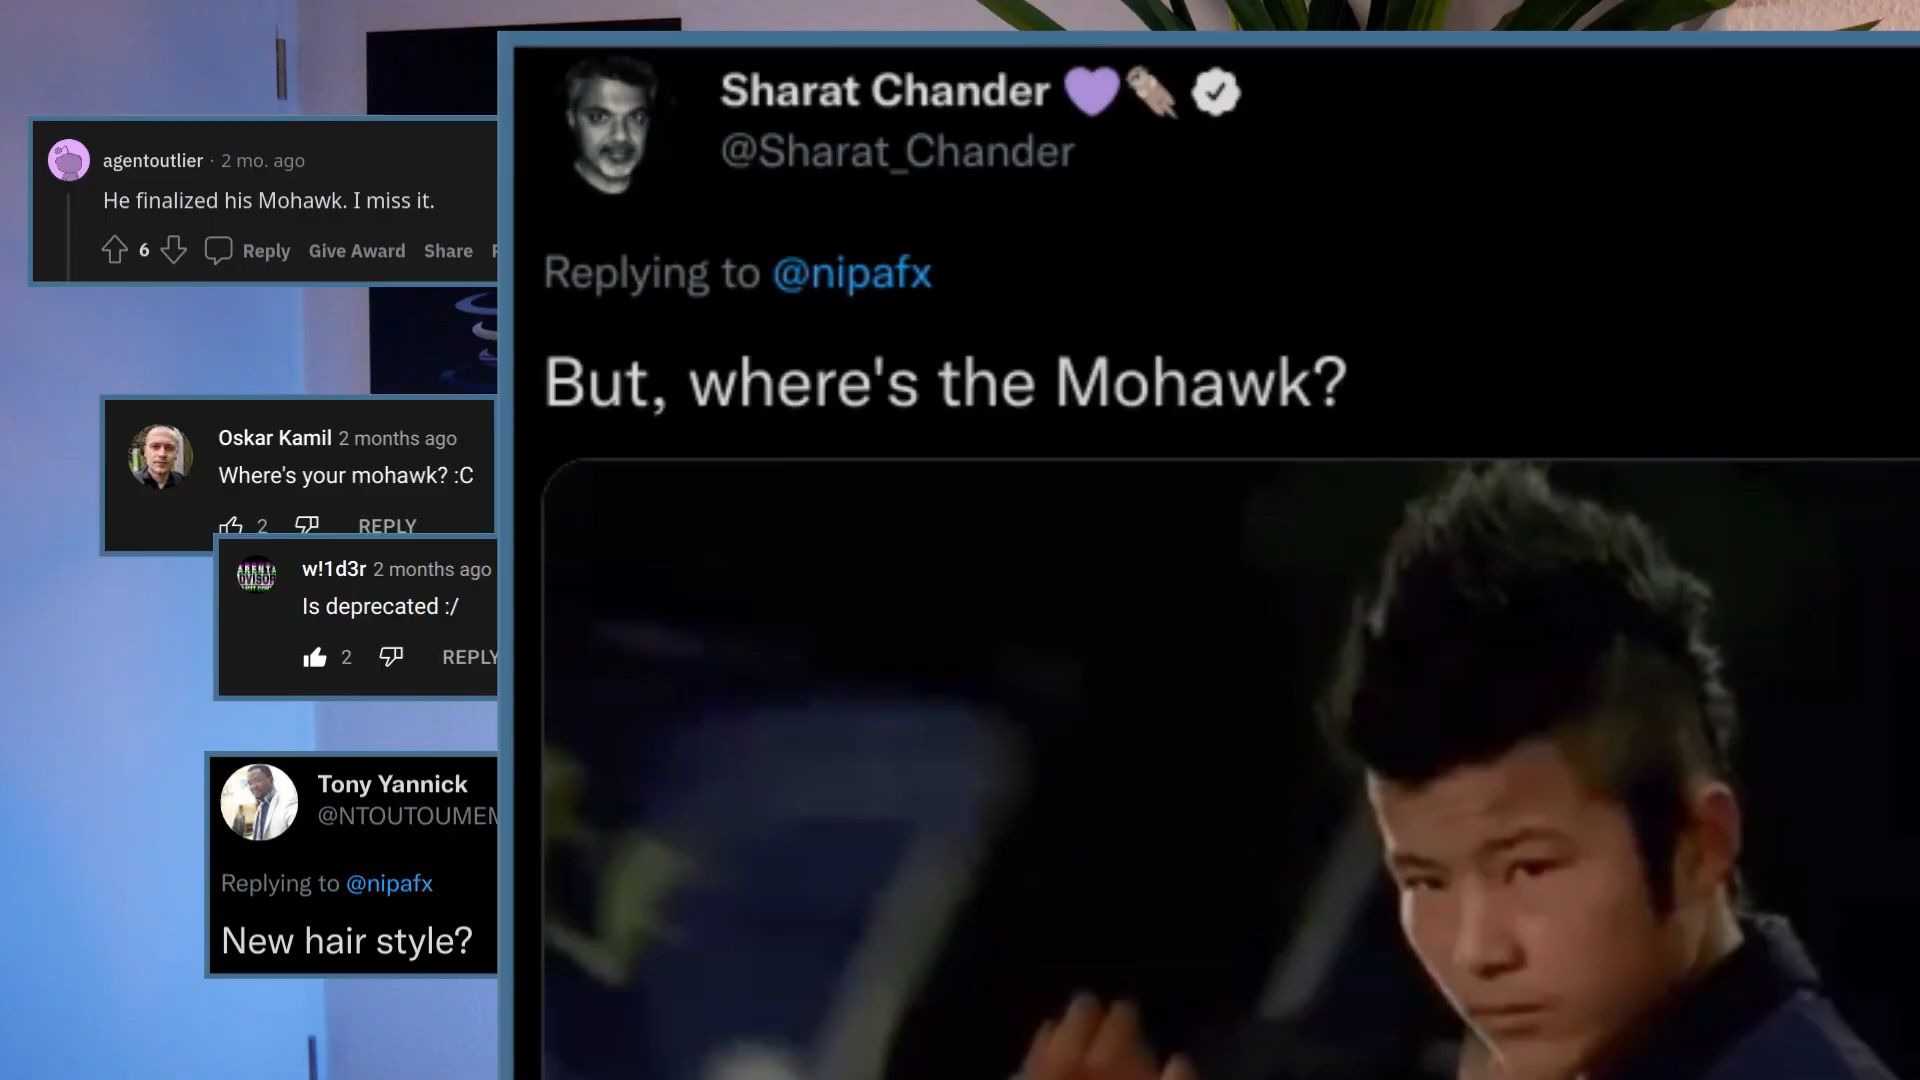 agentoutlier · 2 mo. ago
He finalized his Mohawk. I miss it.
6 Reply Give Award Share
Oskar Kamil 2 months ago
Where's your mohawk? :C
2 REPLY
w!1d3r 2 months ago
Is deprecated :/
2 REPLY
Tony Yannick
@NTOUTOUMEM
Replying to @nipafx
New hair style?
Sharat Chander
@Sharat_Chander
Replying to @nipafx
But, where's the Mohawk?